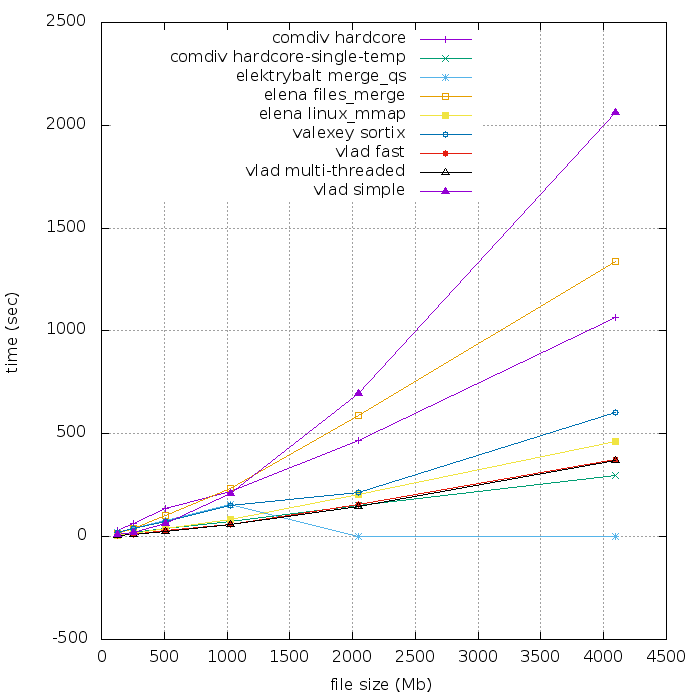 2500
2000
1500
1000
500
0
-500
time (sec)
comdiv hardcore
comdiv hardcore-single-temp
elektrybalt merge_qs
elena files_merge
elena linux_mmap
valexey sortix
vlad fast
vlad multi-threaded
vlad simple
0 500 1000 1500 2000 2500 3000 3500 4000 4500
file size (Mb)